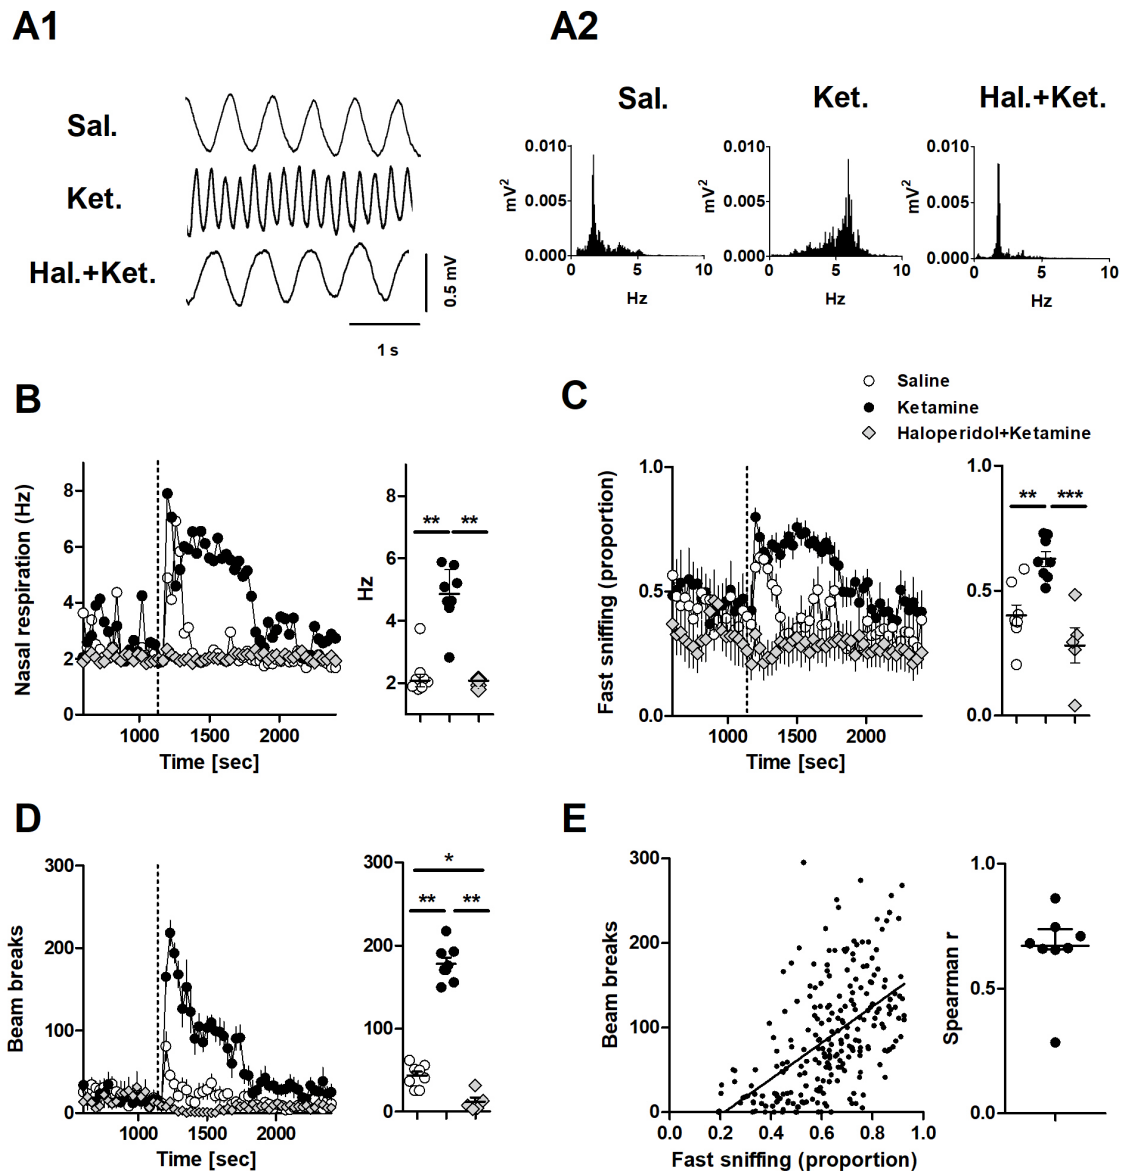 A1
A2
Sal.
Ket.
Hal.+Ket.
0.5 mV
1 s
Sal.
Ket.
Hal.+Ket.
0.010
0.005
0.000
mV2
0
5
10
Hz
0.010
0.005
0.000
mV2
0
5
10
Hz
0.010
0.005
0.000
mV2
0
5
10
Hz
Saline
Ketamine
Haloperidol+Ketamine
B
Nasal respiration (Hz)
8
6
4
2
0
1000
1500
2000
Time [sec]
Hz
8
6
4
2
** **
C
Fast sniffing (proportion)
1.0
0.5
0.0
1000
1500
2000
Time [sec]
1.0
0.5
0.0
** ***
D
Beam breaks
300
200
100
0
1000
1500
2000
Time [sec]
300
200
100
0
*
** **
E
Beam breaks
300
200
100
0
0.0
0.2
0.4
0.6
0.8
1.0
Fast sniffing (proportion)
Spearman r
1.0
0.5
0.0